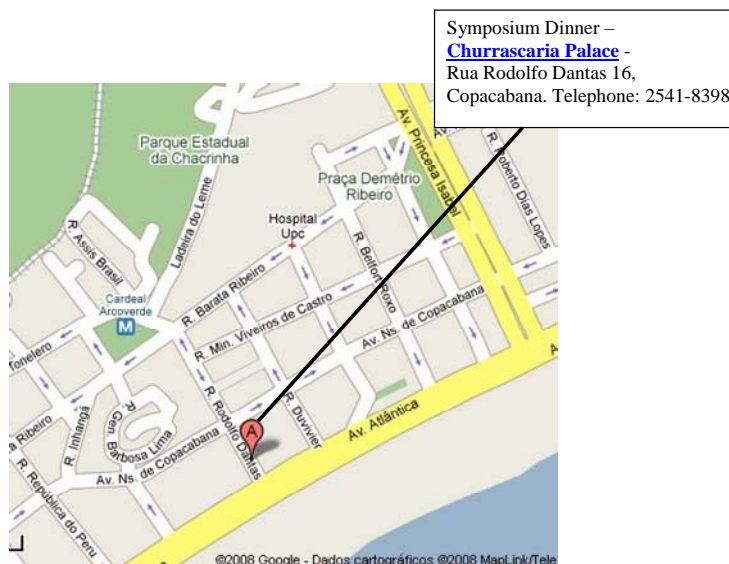 Symposium Dinner –
Churrascaria Palace -
Rua Rodolfo Dantas 16,
Copacabana. Telephone: 2541-8398
Parque Estadual
da Chacrinha
Av. Princesa Isabel
Av.
R. Roberto Dias Lopes
Praça Demétrio
Ribeiro
Ladeira do Leme
Hospital
Upc
R. Assis Brasil
R. Belfort Roxo
R. Barata Ribeiro
Cardeal
Arcoverde
M
R. Min. Viveiros de Castro
Av. Ns. de Copacabana
Tonelero
R. Rodolfo Dantas
R. Duvivier
A
Av. Atlântica
R. Gen. Barbosa Lima
R. Inhangá
Ribeiro
Av. Ns. de Copacabana
R. República do Peru
©2008 Google - Dados cartográficos ©2008 MapLink/Tele